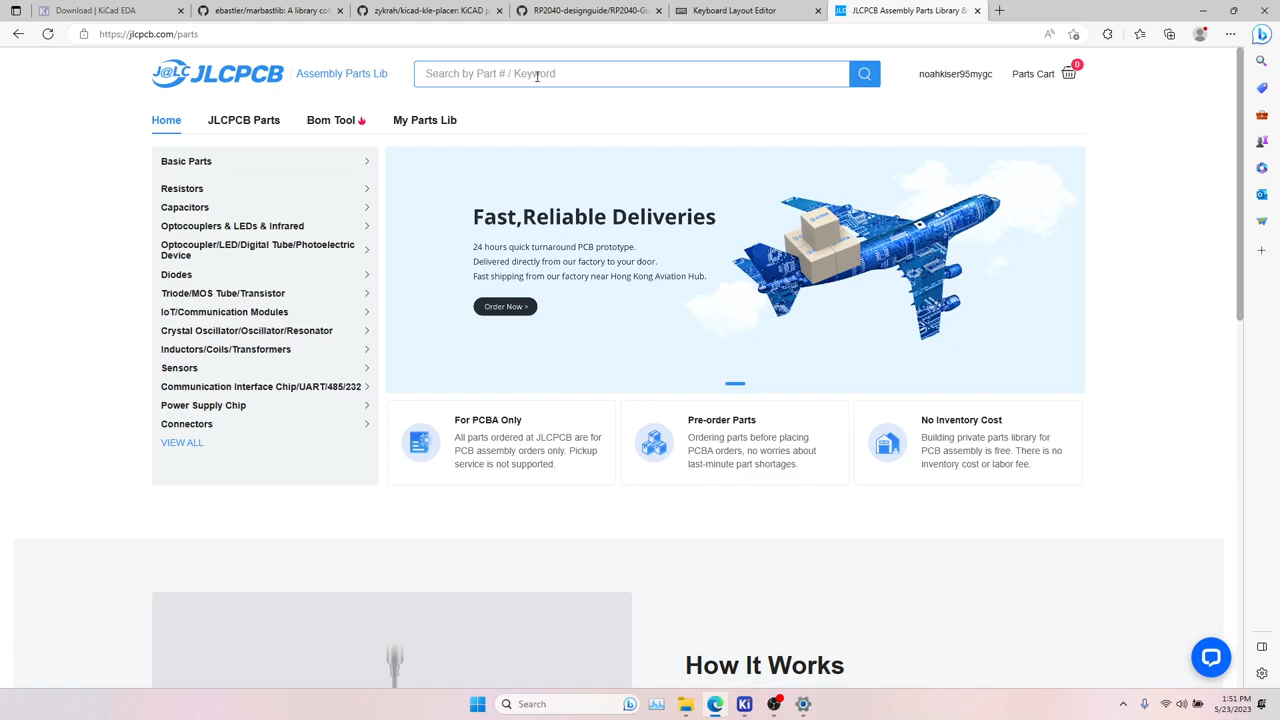 Download | KiCad EDA
ebastler/marbastlib: A library col
zykrah/kicad-kle-placer: KiCAD p
RP2040-designguide/RP2040-Gu
Keyboard Layout Editor
JLC
JLCPCB Assembly Parts Library &
https://jlcpcb.com/parts
J@LC JLCPCB
Assembly Parts Lib
Search by Part # / Keyword
noahkiser95mygc
Parts Cart
0
Home
JLCPCB Parts
Bom Tool
My Parts Lib
Basic Parts
Resistors
Capacitors
Optocouplers & LEDs & Infrared
Optocoupler/LED/Digital Tube/Photoelectric
Device
Diodes
Triode/MOS Tube/Transistor
IoT/Communication Modules
Crystal Oscillator/Oscillator/Resonator
Inductors/Coils/Transformers
Sensors
Communication Interface Chip/UART/485/232
Power Supply Chip
Connectors
VIEW ALL
Fast,Reliable Deliveries
24 hours quick turnaround PCB prototype.
Delivered directly from our factory to your door.
Fast shipping from our factory near Hong Kong Aviation Hub.
Order Now >
For PCBA Only
All parts ordered at JLCPCB are for
PCB assembly orders only. Pickup
service is not supported.
Pre-order Parts
Ordering parts before placing
PCBA orders, no worries about
last-minute part shortages.
No Inventory Cost
Building private parts library for
PCB assembly is free. There is no
inventory cost or labor fee.
How It Works
Search
Ki
1:51 PM
5/23/2023